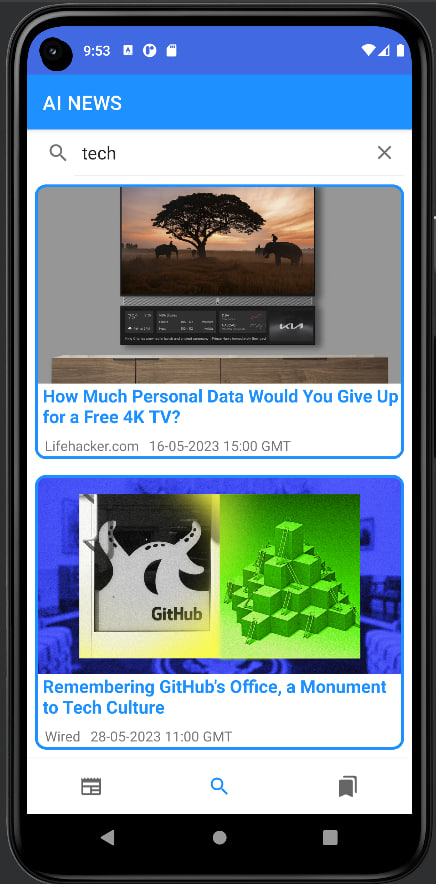 9:53
AI NEWS
tech
KIA
How Much Personal Data Would You Give Up
for a Free 4K TV?
Lifehacker.com 16-05-2023 15:00 GMT
GitHub
Remembering GitHub's Office, a Monument
to Tech Culture
Wired 28-05-2023 11:00 GMT